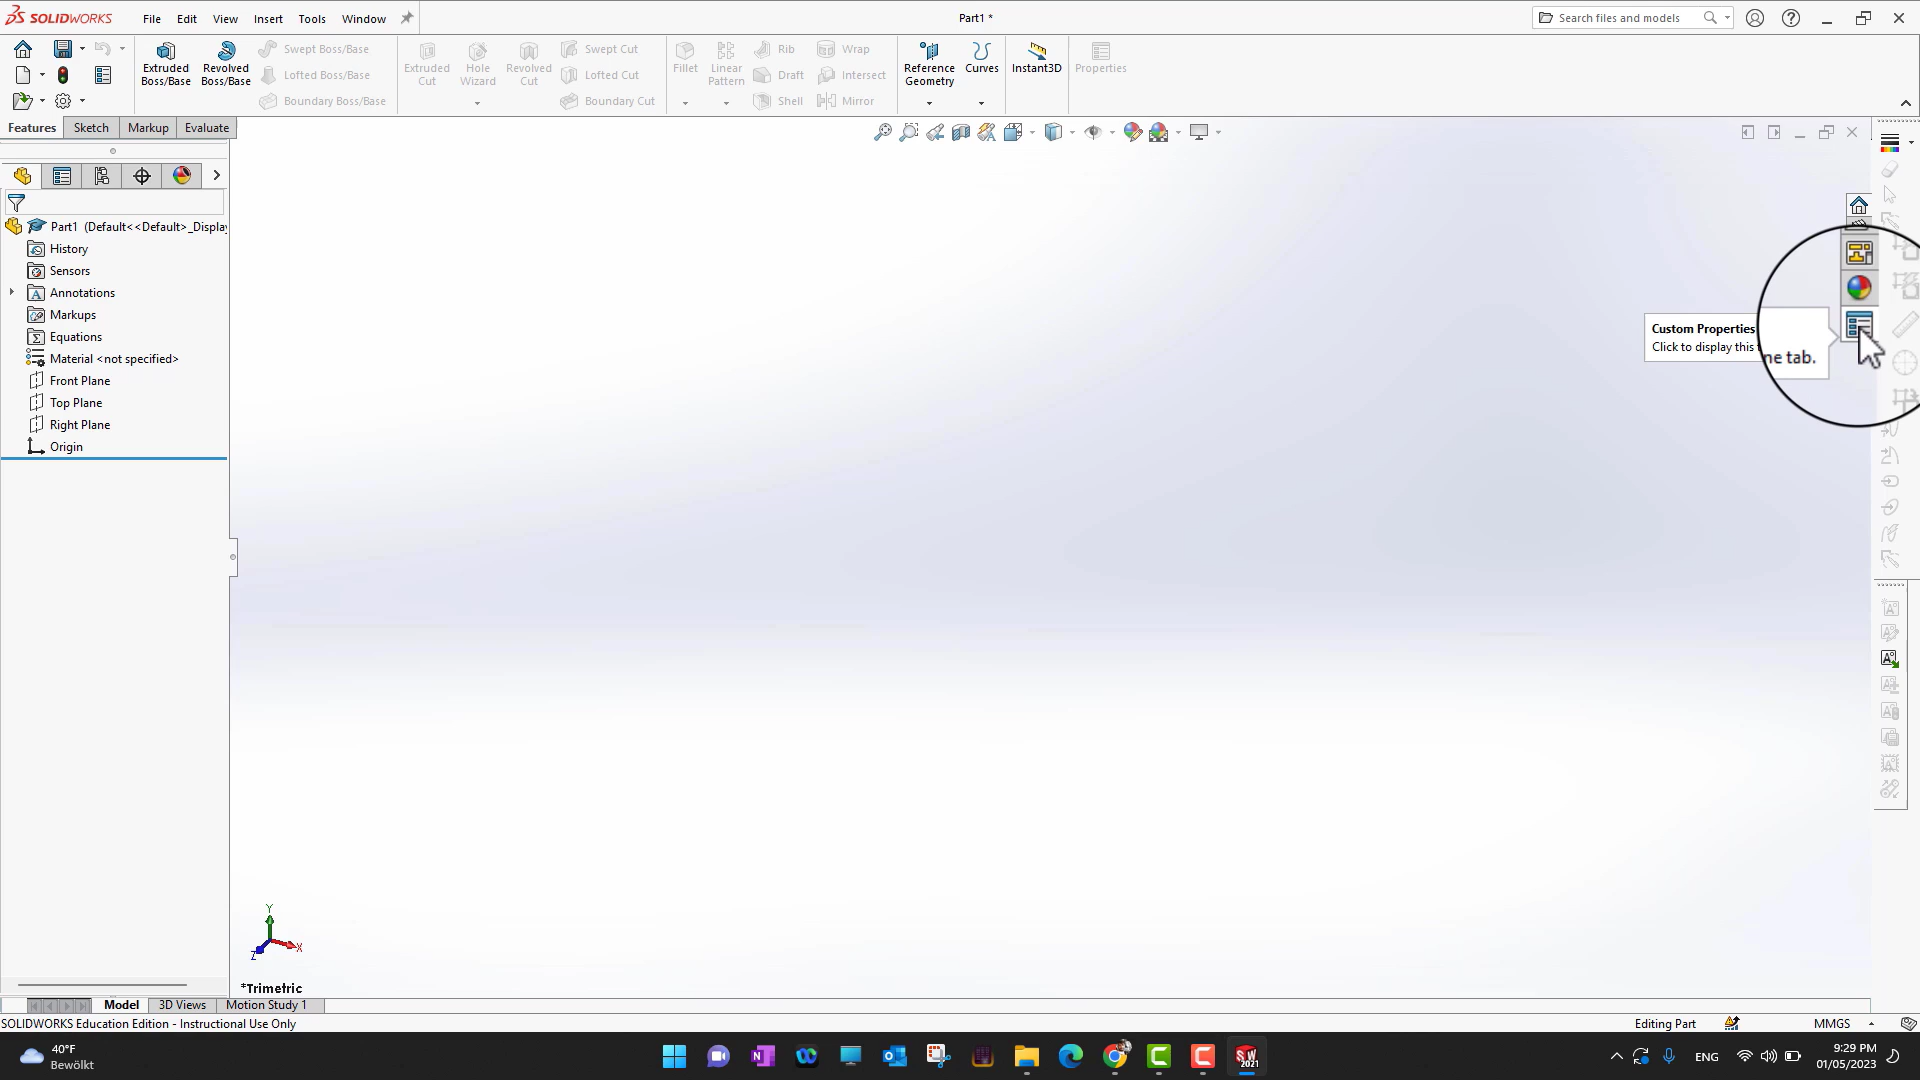 SOLIDWORKS File Edit View Insert Tools Window Part1 * Search files and models
Extruded Boss/Base
Revolved Boss/Base
Swept Boss/Base
Lofted Boss/Base
Boundary Boss/Base
Extruded Cut
Hole Wizard
Revolved Cut
Swept Cut
Lofted Cut
Boundary Cut
Fillet
Linear Pattern
Rib
Draft
Shell
Wrap
Intersect
Mirror
Reference Geometry
Curves
Instant3D
Properties
Features Sketch Markup Evaluate
Part1 (Default<<Default>_Display
History
Sensors
Annotations
Markups
Equations
Material <not specified>
Front Plane
Top Plane
Right Plane
Origin
Custom Properties
Click to display this
ne tab.
Y
X
Z
*Trimetric
Model 3D Views Motion Study 1
SOLIDWORKS Education Edition - Instructional Use Only Editing Part MMGS
40°F
Bewölkt
ENG
9:29 PM
01/05/2023